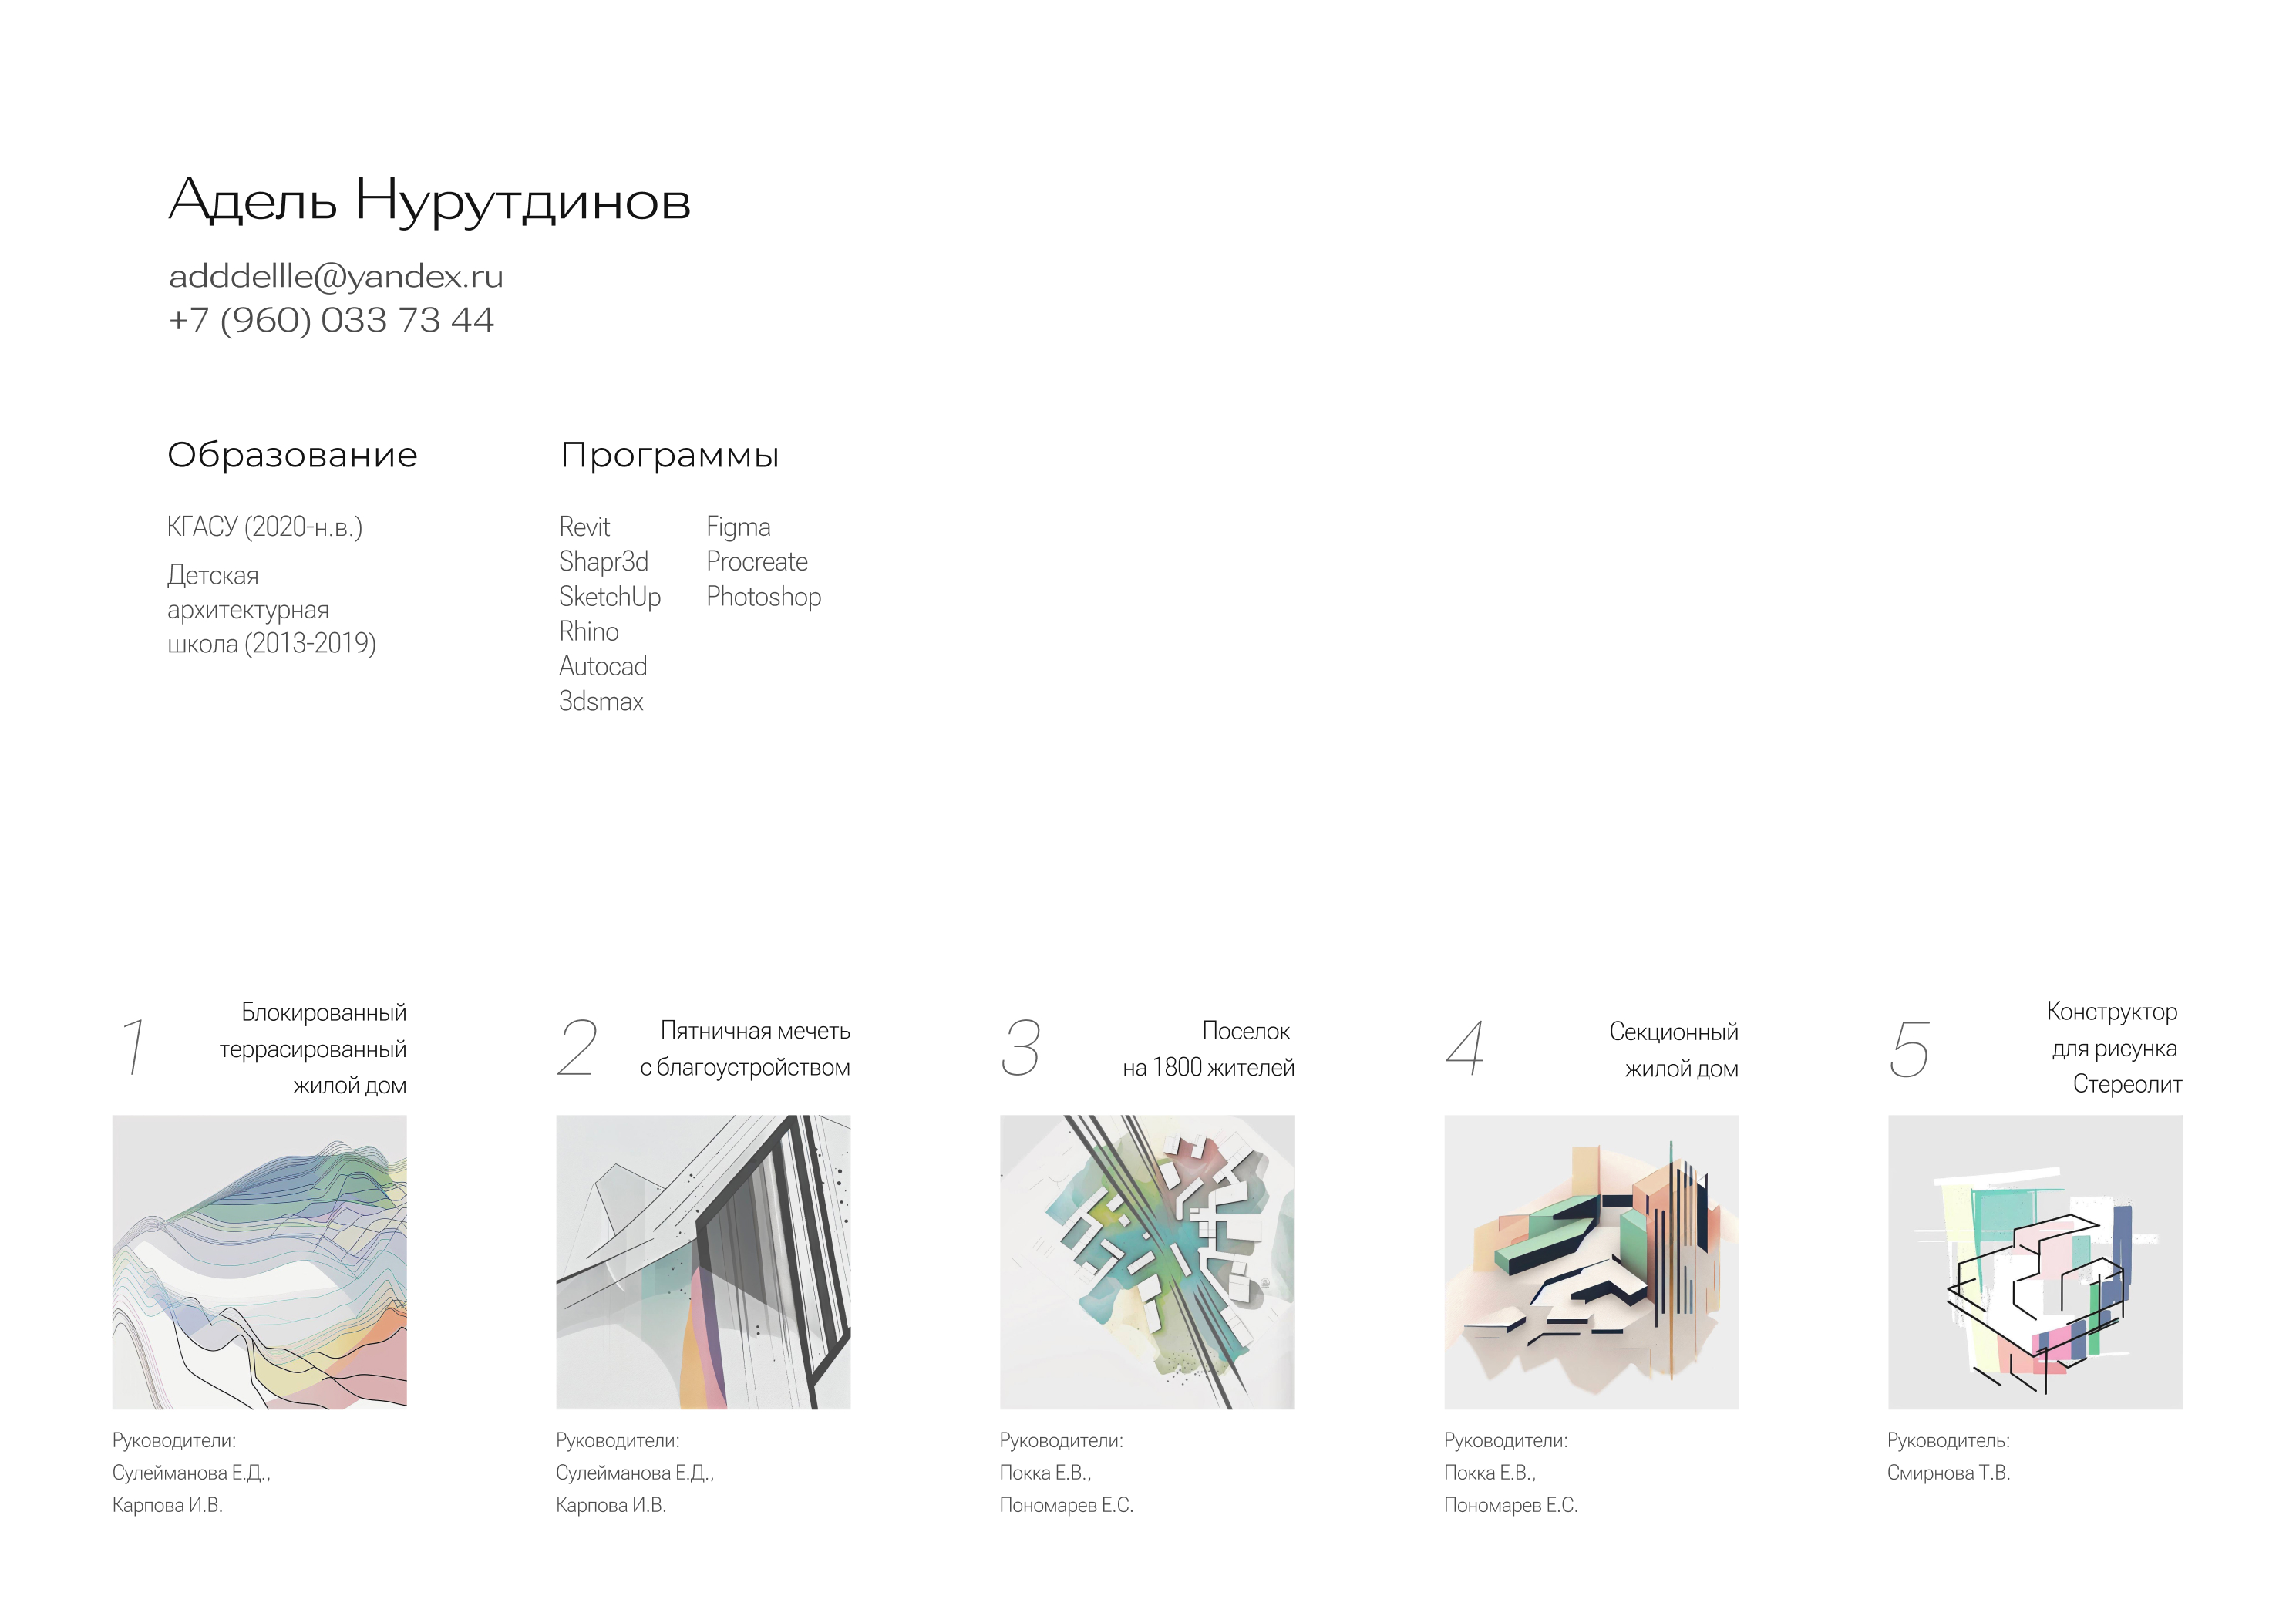 Адель Нурутдинов
adddellle@yandex.ru
+7 (960) 033 73 44
Образование
КГАСУ (2020-н.в.)
Детская
архитектурная
школа (2013-2019)
Программы
Revit
Shapr3d
SketchUp
Rhino
Autocad
3dsmax
Figma
Procreate
Photoshop
1
Блокированный
террасированный
жилой дом
Руководители:
Сулейманова Е.Д.,
Карпова И.В.
2
Пятничная мечеть
с благоустройством
Руководители:
Сулейманова Е.Д.,
Карпова И.В.
3
Поселок
на 1800 жителей
Руководители:
Покка Е.В.,
Пономарев Е.С.
4
Секционный
жилой дом
Руководители:
Покка Е.В.,
Пономарев Е.С.
5
Конструктор
для рисунка
Стереолит
Руководитель:
Смирнова Т.В.